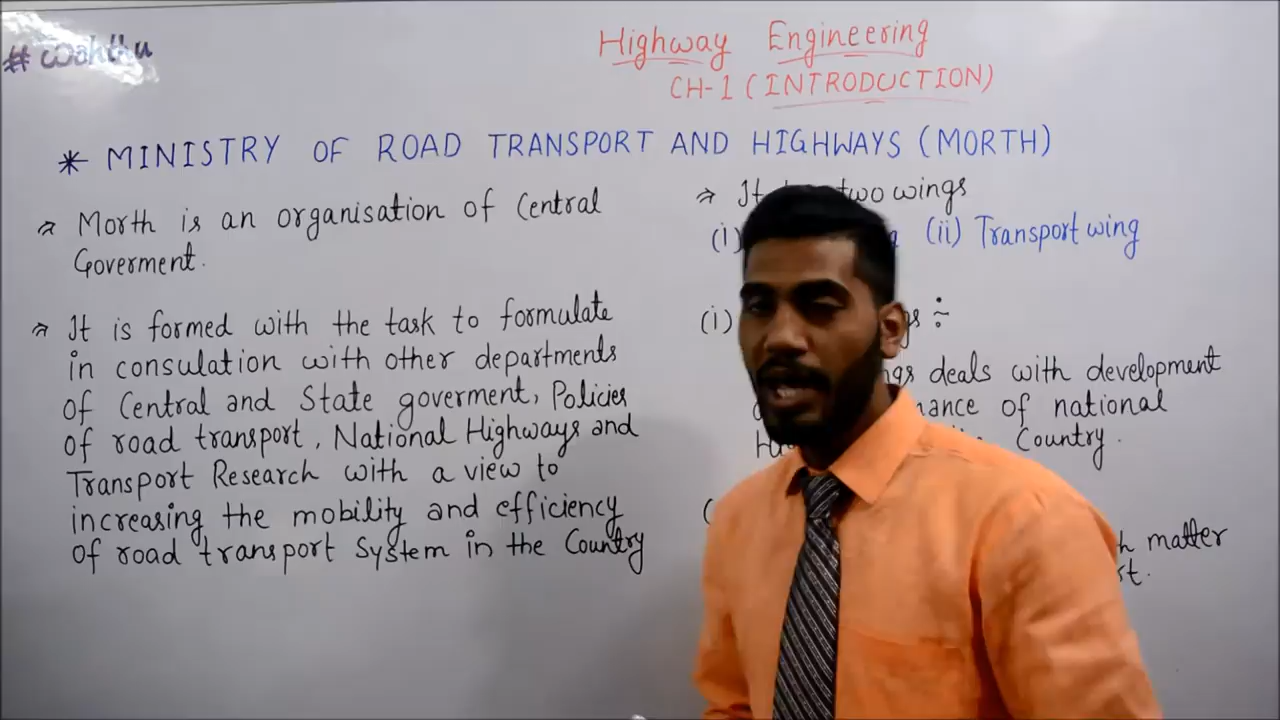 # wahthu
Highway Engineering
CH-1 (INTRODUCTION)
* MINISTRY OF ROAD TRANSPORT AND HIGHWAYS (MORTH)
⇒ Morth is an organisation of Central
Goverment.
⇒ It is formed with the task to formulate
in consulation with other departments
of Central and State goverment, Policies
of road transport, National Highways and
Transport Research with a view to
increasing the mobility and efficiency
of road transport System in the Country
⇒ It two wings
(i) (ii) Transport wing
(i) :-
deals with development
of national
Country.
matter